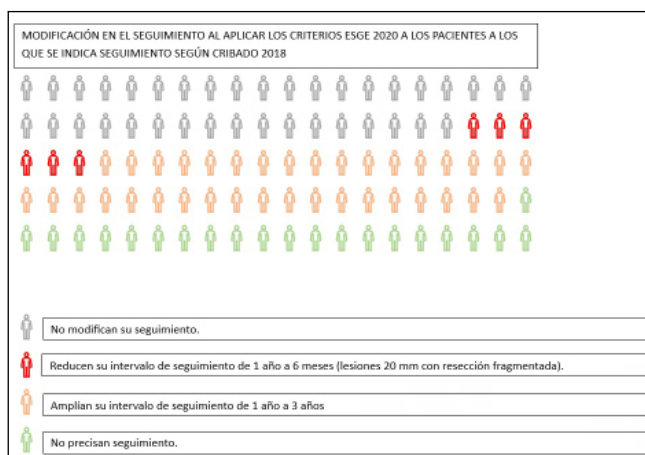 MODIFICACIÓN EN EL SEGUIMIENTO AL APLICAR LOS CRITERIOS ESGE 2020 A LOS PACIENTES A LOS
QUE SE INDICA SEGUIMIENTO SEGÚN CRIBADO 2018
No modifican su seguimiento.
Reducen su intervalo de seguimiento de 1 año a 6 meses (lesiones 20 mm con resección fragmentada).
Amplían su intervalo de seguimiento de 1 año a 3 años
No precisan seguimiento.